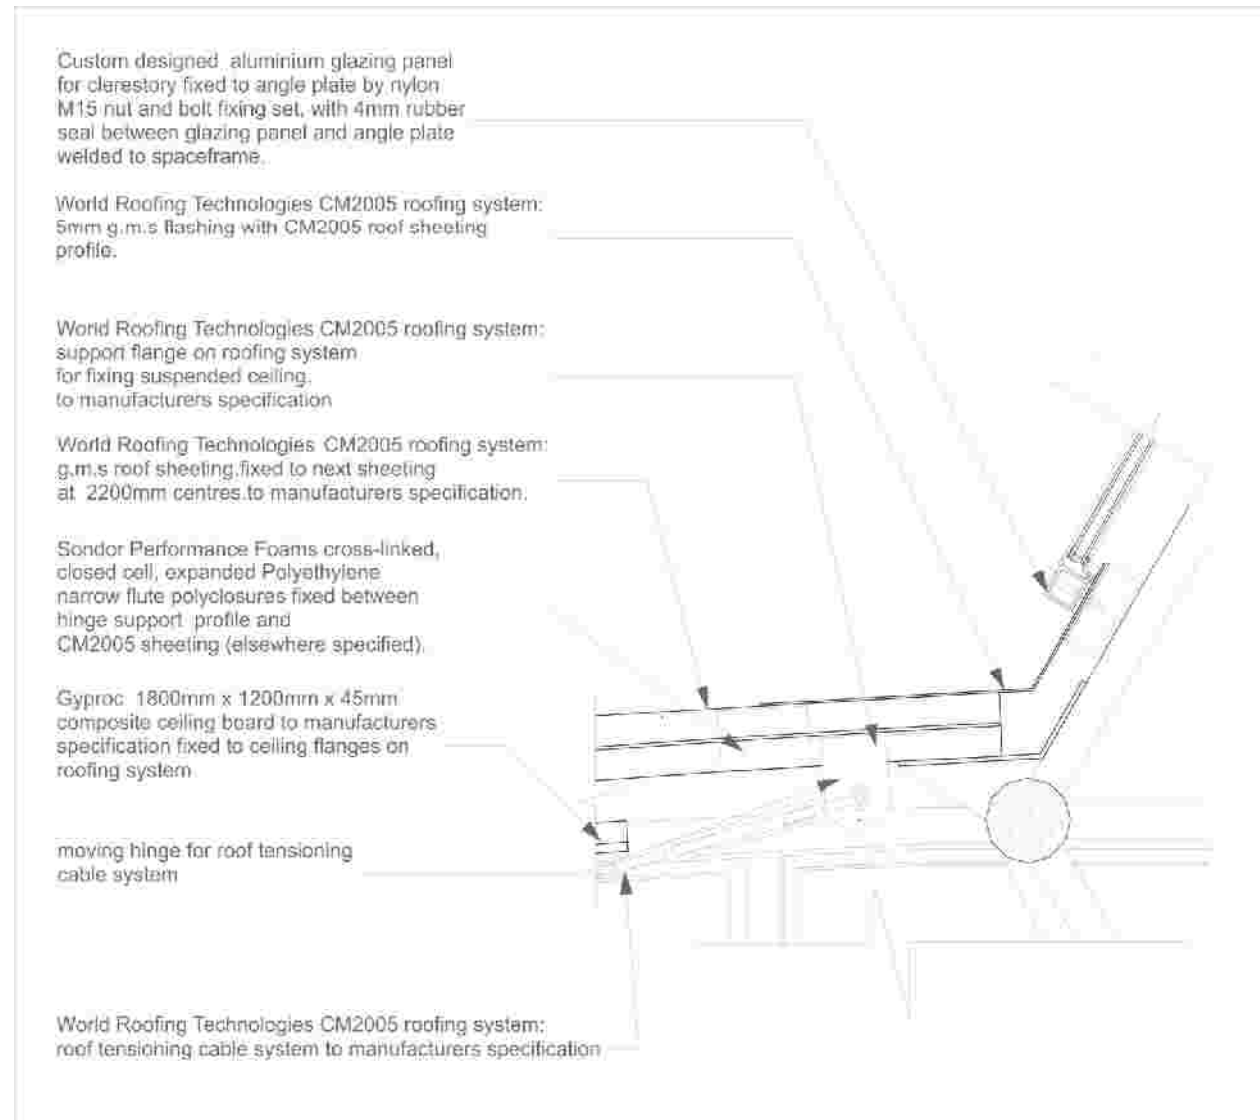 Custom designed aluminium glazing panel
for clerestory fixed to angle plate by nylon
M15 nut and bolt fixing set, with 4mm rubber
seal between glazing panel and angle plate
welded to spaceframe.
World Roofing Technologies CM2005 roofing system:
5mm g.m.s flashing with CM2005 roof sheeting
profile.
World Roofing Technologies CM2005 roofing system:
support flange on roofing system
for fixing suspended ceiling.
to manufacturers specification
World Roofing Technologies CM2005 roofing system:
g.m.s roof sheeting.fixed to next sheeting
at 2200mm centres.to manufacturers specification.
Sondor Performance Foams cross-linked,
closed cell, expanded Polyethylene
narrow flute polyclosures fixed between
hinge support profile and
CM2005 sheeting (elsewhere specified).
Gyproc 1800mm x 1200mm x 45mm
composite ceiling board to manufacturers
specification fixed to ceiling flanges on
roofing system
moving hinge for roof tensioning
cable system
World Roofing Technologies CM2005 roofing system:
roof tensioning cable system to manufacturers specification